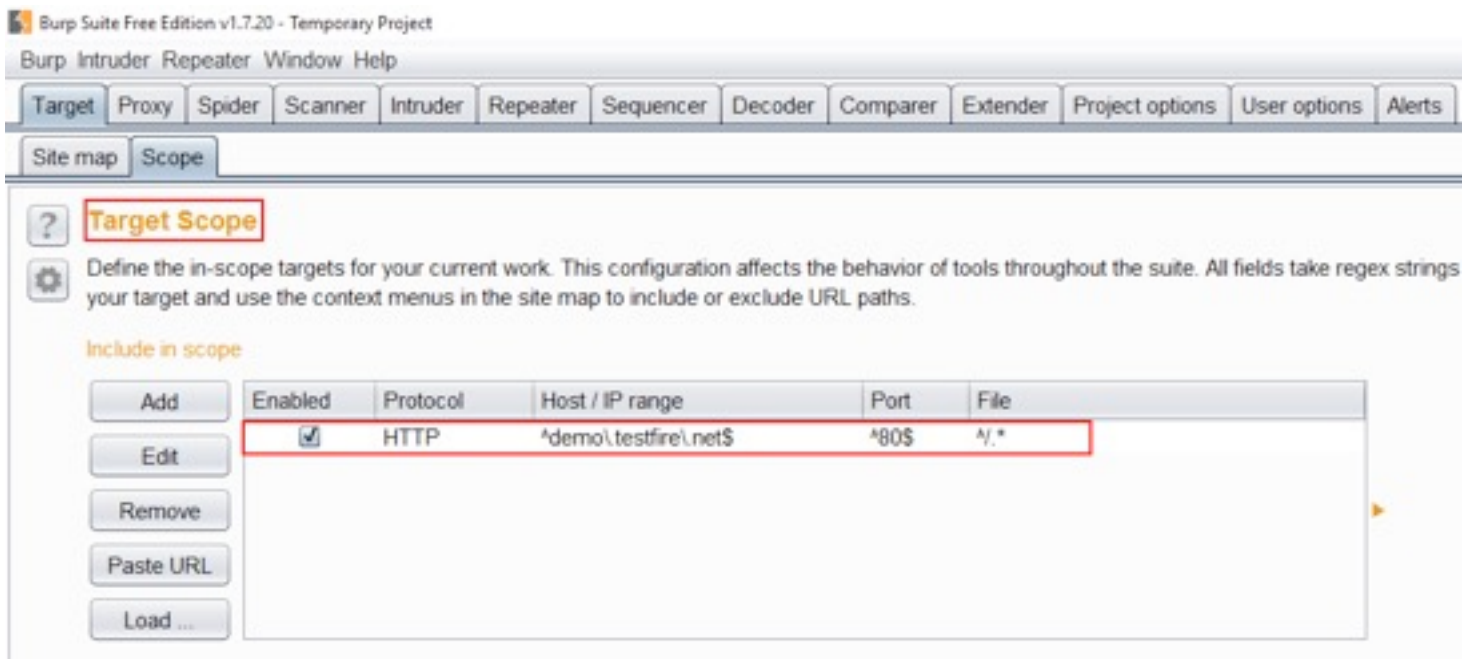 Burp Suite Free Edition v1.7.20 - Temporary Project
Burp Intruder Repeater Window Help
Target Proxy Spider Scanner Intruder Repeater Sequencer Decoder Comparer Extender Project options User options Alerts
Site map Scope
? Target Scope
Define the in-scope targets for your current work. This configuration affects the behavior of tools throughout the suite. All fields take regex strings
your target and use the context menus in the site map to include or exclude URL paths.
Include in scope
Add Enabled Protocol Host / IP range Port File
HTTP ^demo\.testfire\.net$ ^80$ ^/.*
Edit
Remove
Paste URL
Load ...